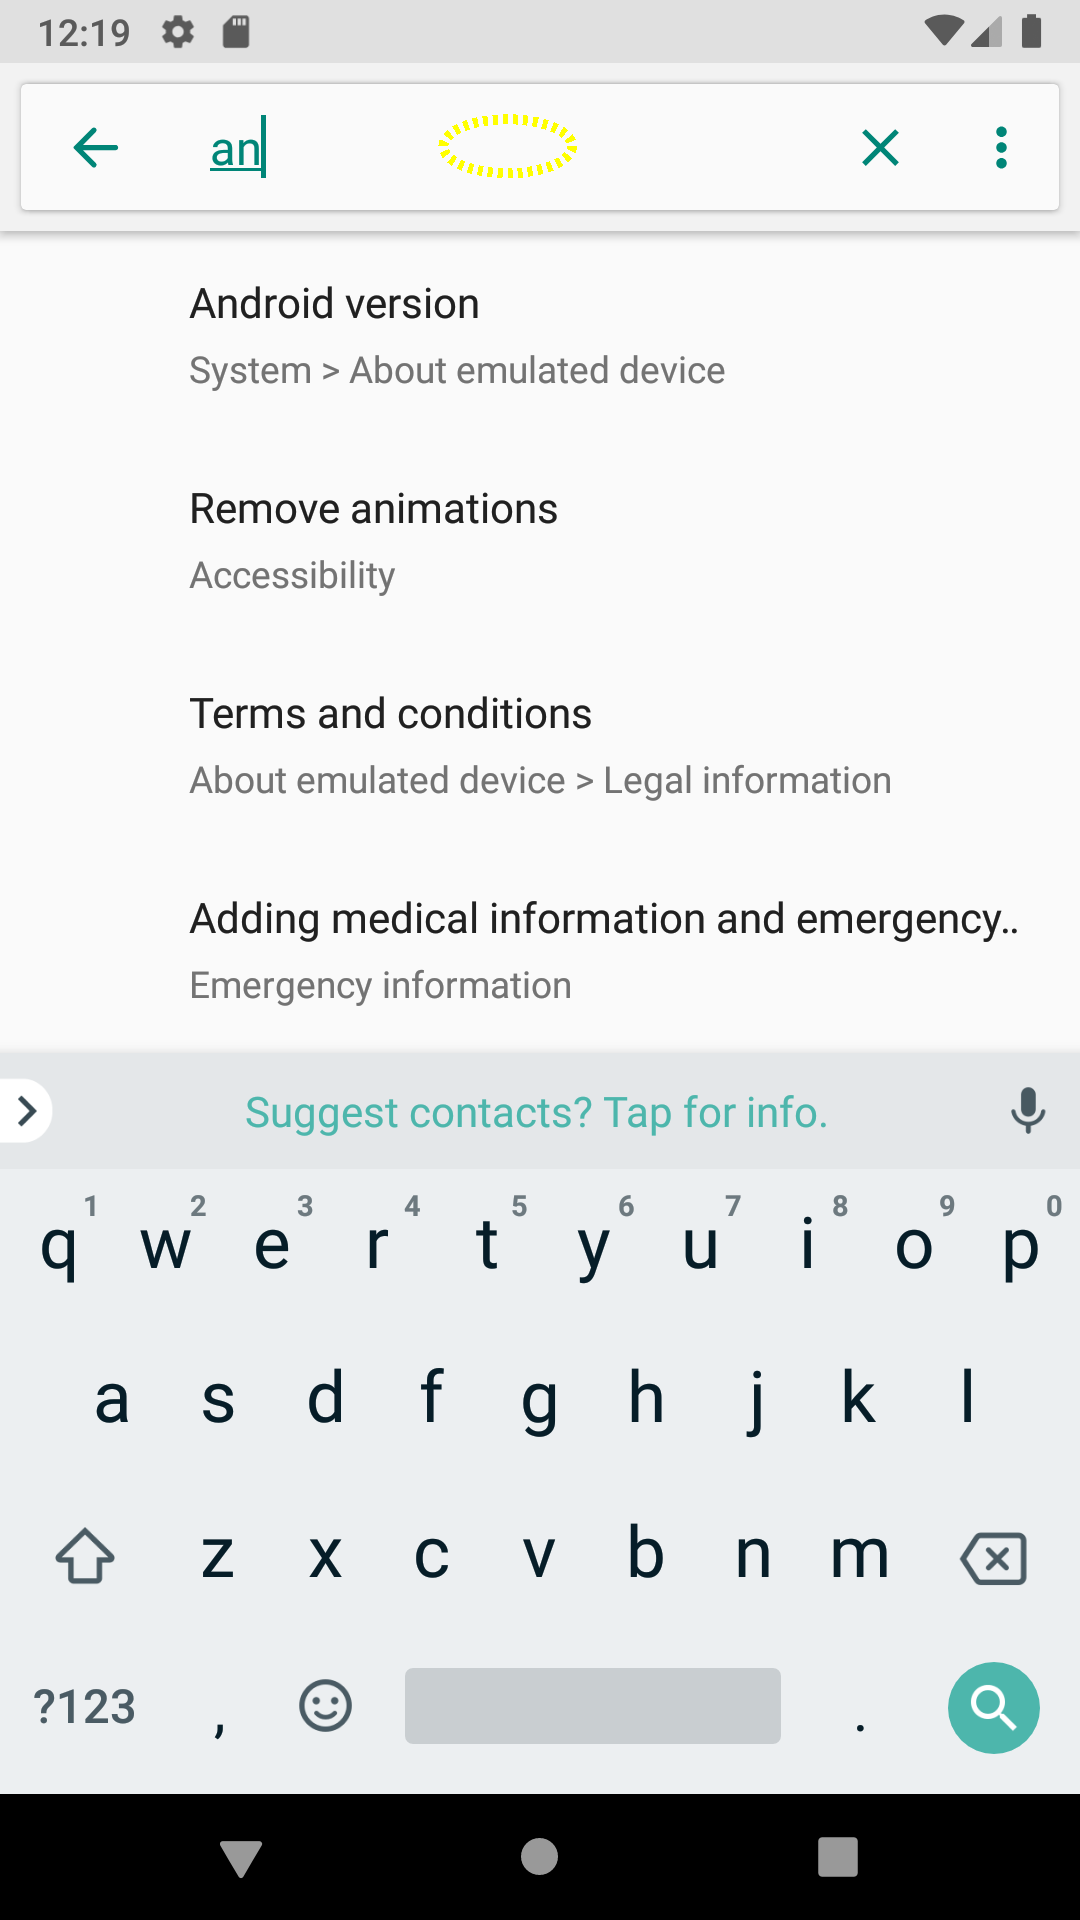 12:19
an
Android version
System > About emulated device
Remove animations
Accessibility
Terms and conditions
About emulated device > Legal information
Adding medical information and emergency..
Emergency information
Suggest contacts? Tap for info.
1 2 3 4 5 6 7 8 9 0
q w e r t y u i o p
a s d f g h j k l
z x c v b n m
?123 , .